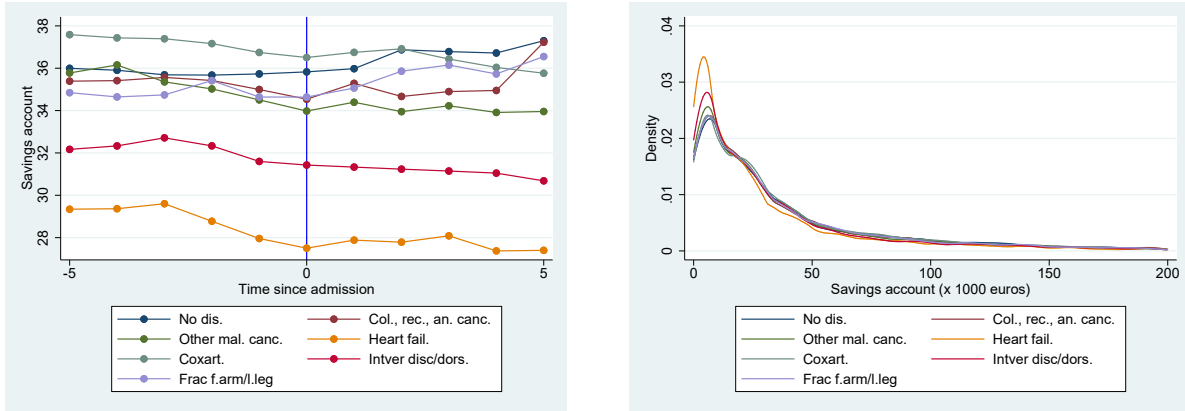 Savings account
38
36
34
32
30
28
-5 0 5
Time since admission
No dis. Col., rec., an. canc.
Other mal. canc. Heart fail.
Coxart. Intver disc/dors.
Frac f.arm/l.leg
Density
.04
.03
.02
.01
0
0 50 100 150 200
Savings account (x 1000 euros)
No dis. Col., rec., an. canc.
Other mal. canc. Heart fail.
Coxart. Intver disc/dors.
Frac f.arm/l.leg